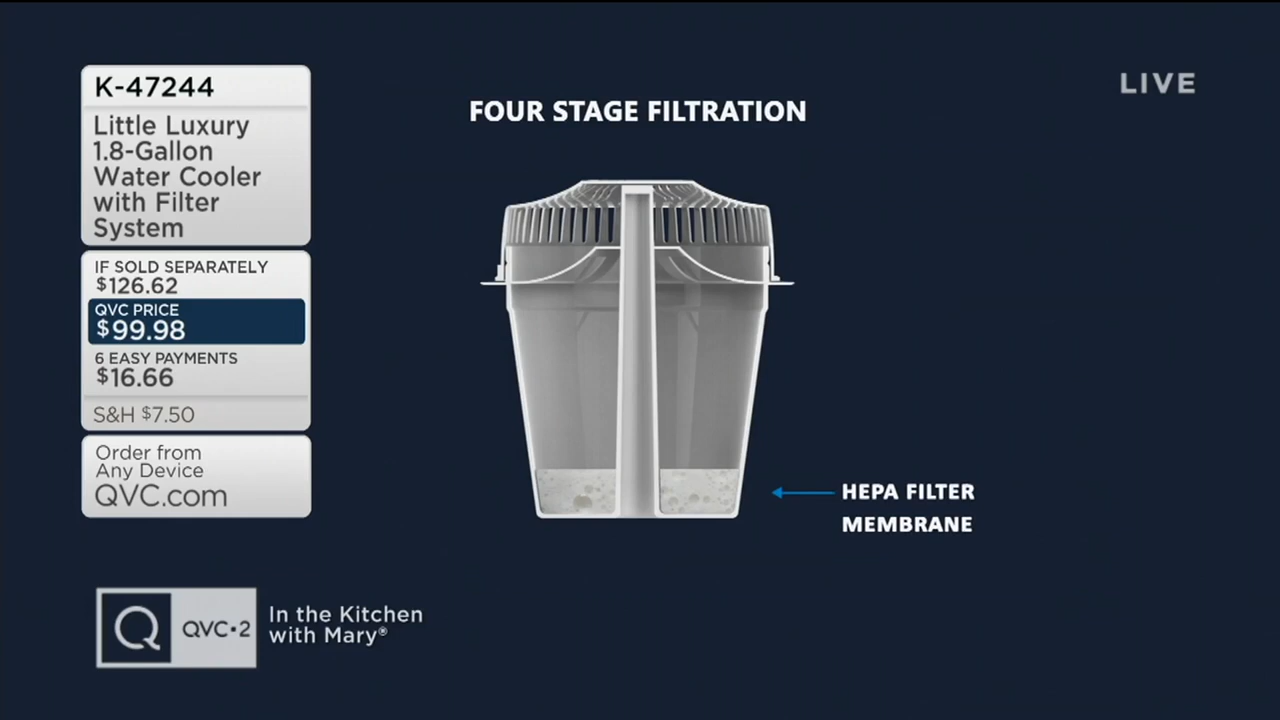 K-47244
Little Luxury
1.8-Gallon
Water Cooler
with Filter
System
IF SOLD SEPARATELY
$126.62
QVC PRICE
$99.98
6 EASY PAYMENTS
$16.66
S&H $7.50
Order from
Any Device
QVC.com
FOUR STAGE FILTRATION
LIVE
HEPA FILTER
MEMBRANE
Q QVC•2
In the Kitchen
with Mary®